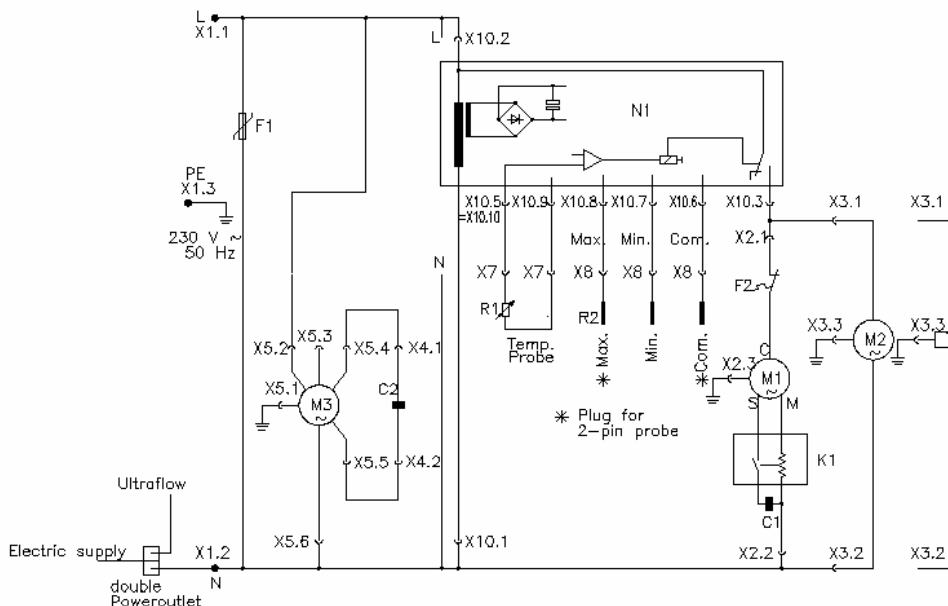 L
X1.1
L
X10.2
F1
N1
PE
X1.3
230 V ~
50 Hz
X10.5
X10.9
X10.8
X10.7
X10.6
X10.3
=X10.10
X3.1
X3.1
Max.
Min.
Com.
X2.1
N
X7
X7
X8
X8
X8
F2
R1
R2
Temp.
Probe
Max.
Min.
Com.
X5.2
X5.3
X5.4
X4.1
X3.3
M2
~
X3.3
X5.1
C2
M3
~
X2.3
C
M1
~
S
M
* Plug for
2-pin probe
*
*
X5.5
X4.2
K1
C1
Ultraflow
X5.6
X10.1
X2.2
X3.2
X3.2
Electric supply
X1.2
N
double
Poweroutlet